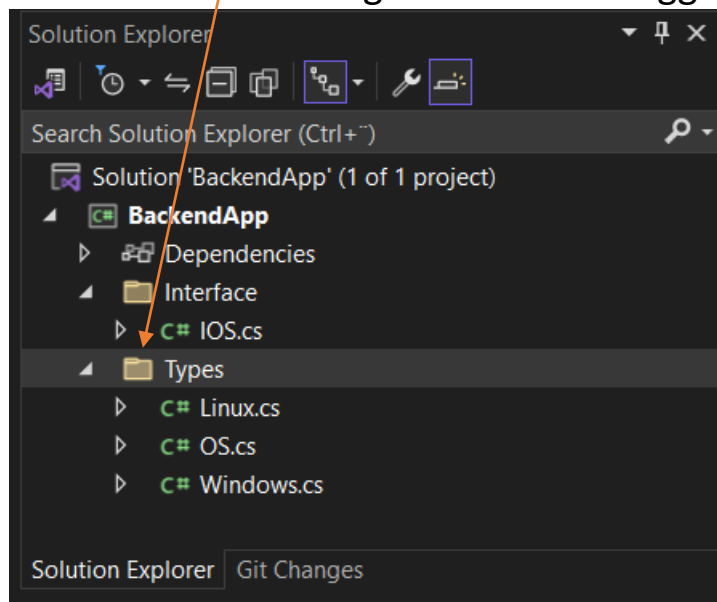 Solution Explorer
Search Solution Explorer (Ctrl+¨)
Solution 'BackendApp' (1 of 1 project)
C# BackendApp
Dependencies
Interface
C# IOS.cs
Types
C# Linux.cs
C# OS.cs
C# Windows.cs
Solution Explorer Git Changes